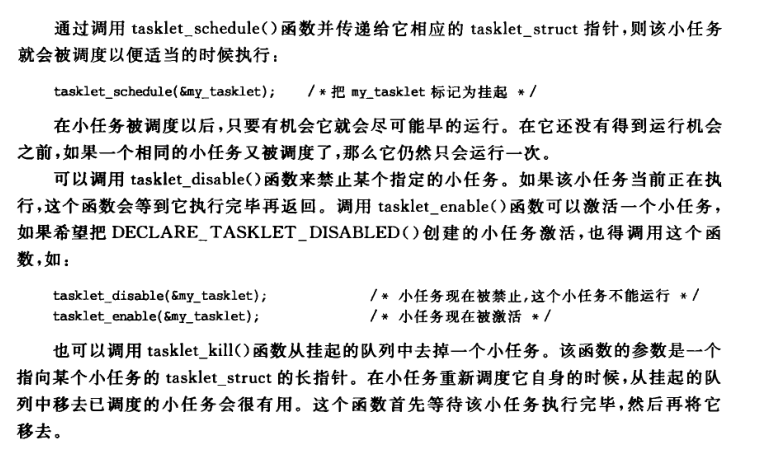 通过调用 tasklet_schedule()函数并传递给它相应的 tasklet_struct 指针,则该小任务
就会被调度以便适当的时候执行:
tasklet_schedule(&my_tasklet); /* 把 my_tasklet 标记为挂起 */
在小任务被调度以后,只要有机会它就会尽可能早的运行。在它还没有得到运行机会
之前,如果一个相同的小任务又被调度了,那么它仍然只会运行一次。
可以调用 tasklet_disable()函数来禁止某个指定的小任务。如果该小任务当前正在执
行,这个函数会等到它执行完毕再返回。调用 tasklet_enable()函数可以激活一个小任务,
如果希望把 DECLARE_TASKLET_DISABLED()创建的小任务激活,也得调用这个函
数,如:
tasklet_disable(&my_tasklet); /* 小任务现在被禁止,这个小任务不能运行 */
tasklet_enable(&my_tasklet); /* 小任务现在被激活 */
也可以调用 tasklet_kill()函数从挂起的队列中去掉一个小任务。该函数的参数是一个
指向某个小任务的 tasklet_struct 的长指针。在小任务重新调度它自身的时候,从挂起的队
列中移去已调度的小任务会很有用。这个函数首先等待该小任务执行完毕,然后再将它
移去。